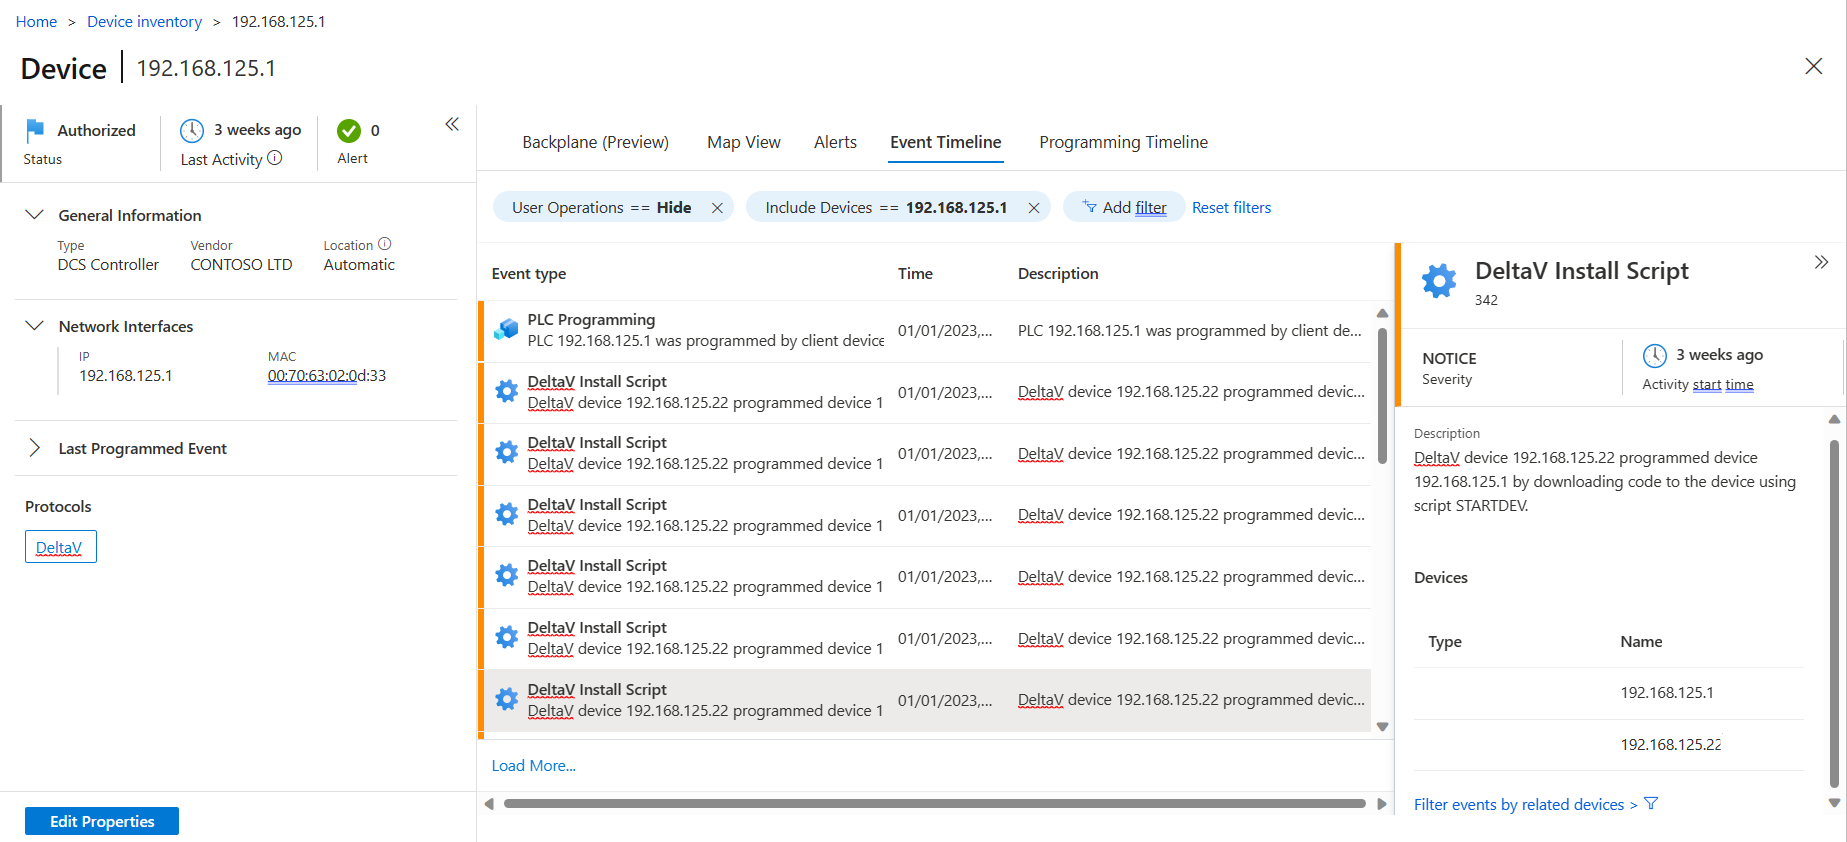 Home > Device inventory > 192.168.125.1
Device | 192.168.125.1
Authorized
Status
3 weeks ago
Last Activity
0
Alert
General Information
Type Vendor Location
DCS Controller CONTOSO LTD Automatic
Network Interfaces
IP MAC
192.168.125.1 00:70:63:02:0d:33
Last Programmed Event
Protocols
DeltaV
Edit Properties
Backplane (Preview) Map View Alerts Event Timeline Programming Timeline
User Operations == Hide Include Devices == 192.168.125.1 Add filter Reset filters
Event type Time Description
PLC Programming
PLC 192.168.125.1 was programmed by client device 01/01/2023,... PLC 192.168.125.1 was programmed by client de...
DeltaV Install Script
DeltaV device 192.168.125.22 programmed device 1 01/01/2023,... DeltaV device 192.168.125.22 programmed devic...
DeltaV Install Script
DeltaV device 192.168.125.22 programmed device 1 01/01/2023,... DeltaV device 192.168.125.22 programmed devic...
DeltaV Install Script
DeltaV device 192.168.125.22 programmed device 1 01/01/2023,... DeltaV device 192.168.125.22 programmed devic...
DeltaV Install Script
DeltaV device 192.168.125.22 programmed device 1 01/01/2023,... DeltaV device 192.168.125.22 programmed devic...
DeltaV Install Script
DeltaV device 192.168.125.22 programmed device 1 01/01/2023,... DeltaV device 192.168.125.22 programmed devic...
DeltaV Install Script
DeltaV device 192.168.125.22 programmed device 1 01/01/2023,... DeltaV device 192.168.125.22 programmed devic...
Load More...
DeltaV Install Script
342
NOTICE
Severity
3 weeks ago
Activity start time
Description
DeltaV device 192.168.125.22 programmed device
192.168.125.1 by downloading code to the device using
script STARTDEV.
Devices
Type Name
192.168.125.1
192.168.125.22
Filter events by related devices >